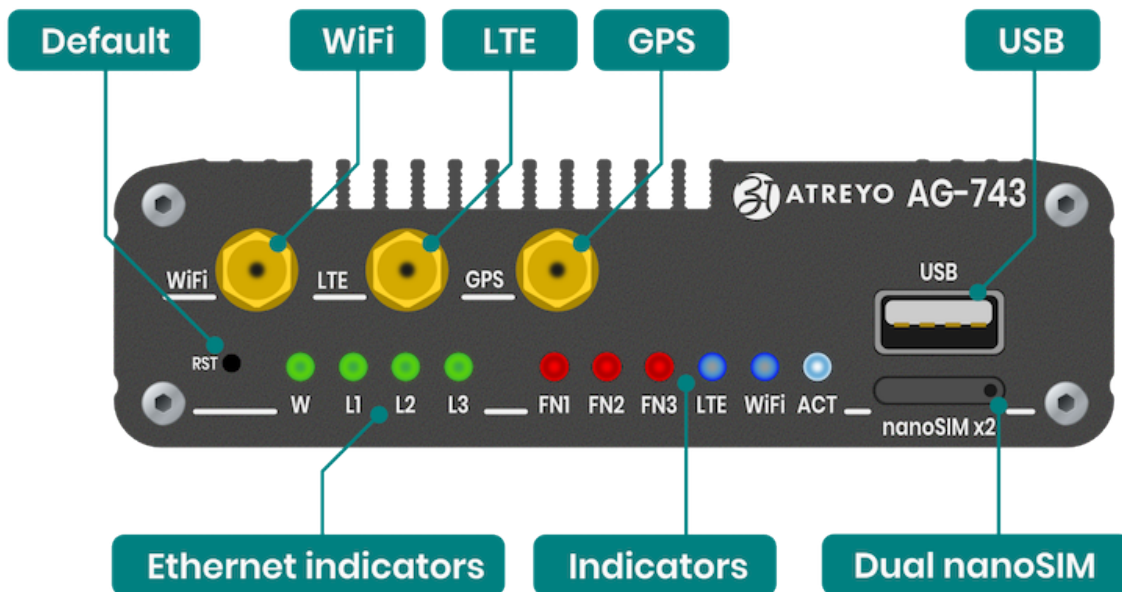 Default
WiFi
LTE
GPS
USB
ATREYO AG-743
WiFi
LTE
GPS
USB
RST
W
L1
L2
L3
FN1
FN2
FN3
LTE
WiFi
ACT
nanoSIM x2
Ethernet indicators
Indicators
Dual nanoSIM